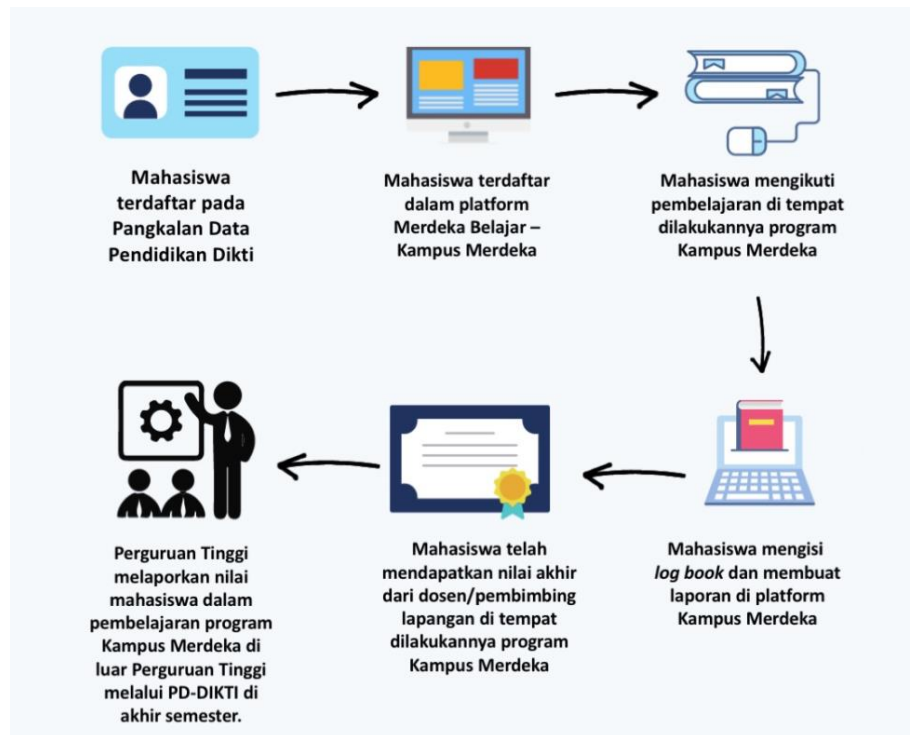 Mahasiswa
terdaftar pada
Pangkalan Data
Pendidikan Dikti
Mahasiswa terdaftar
dalam platform
Merdeka Belajar –
Kampus Merdeka
Mahasiswa mengikuti
pembelajaran di tempat
dilakukannya program
Kampus Merdeka
Mahasiswa mengisi
log book dan membuat
laporan di platform
Kampus Merdeka
Mahasiswa telah
mendapatkan nilai akhir
dari dosen/pembimbing
lapangan di tempat
dilakukannya program
Kampus Merdeka
Perguruan Tinggi
melaporkan nilai
mahasiswa dalam
pembelajaran program
Kampus Merdeka di
luar Perguruan Tinggi
melalui PD-DIKTI di
akhir semester.